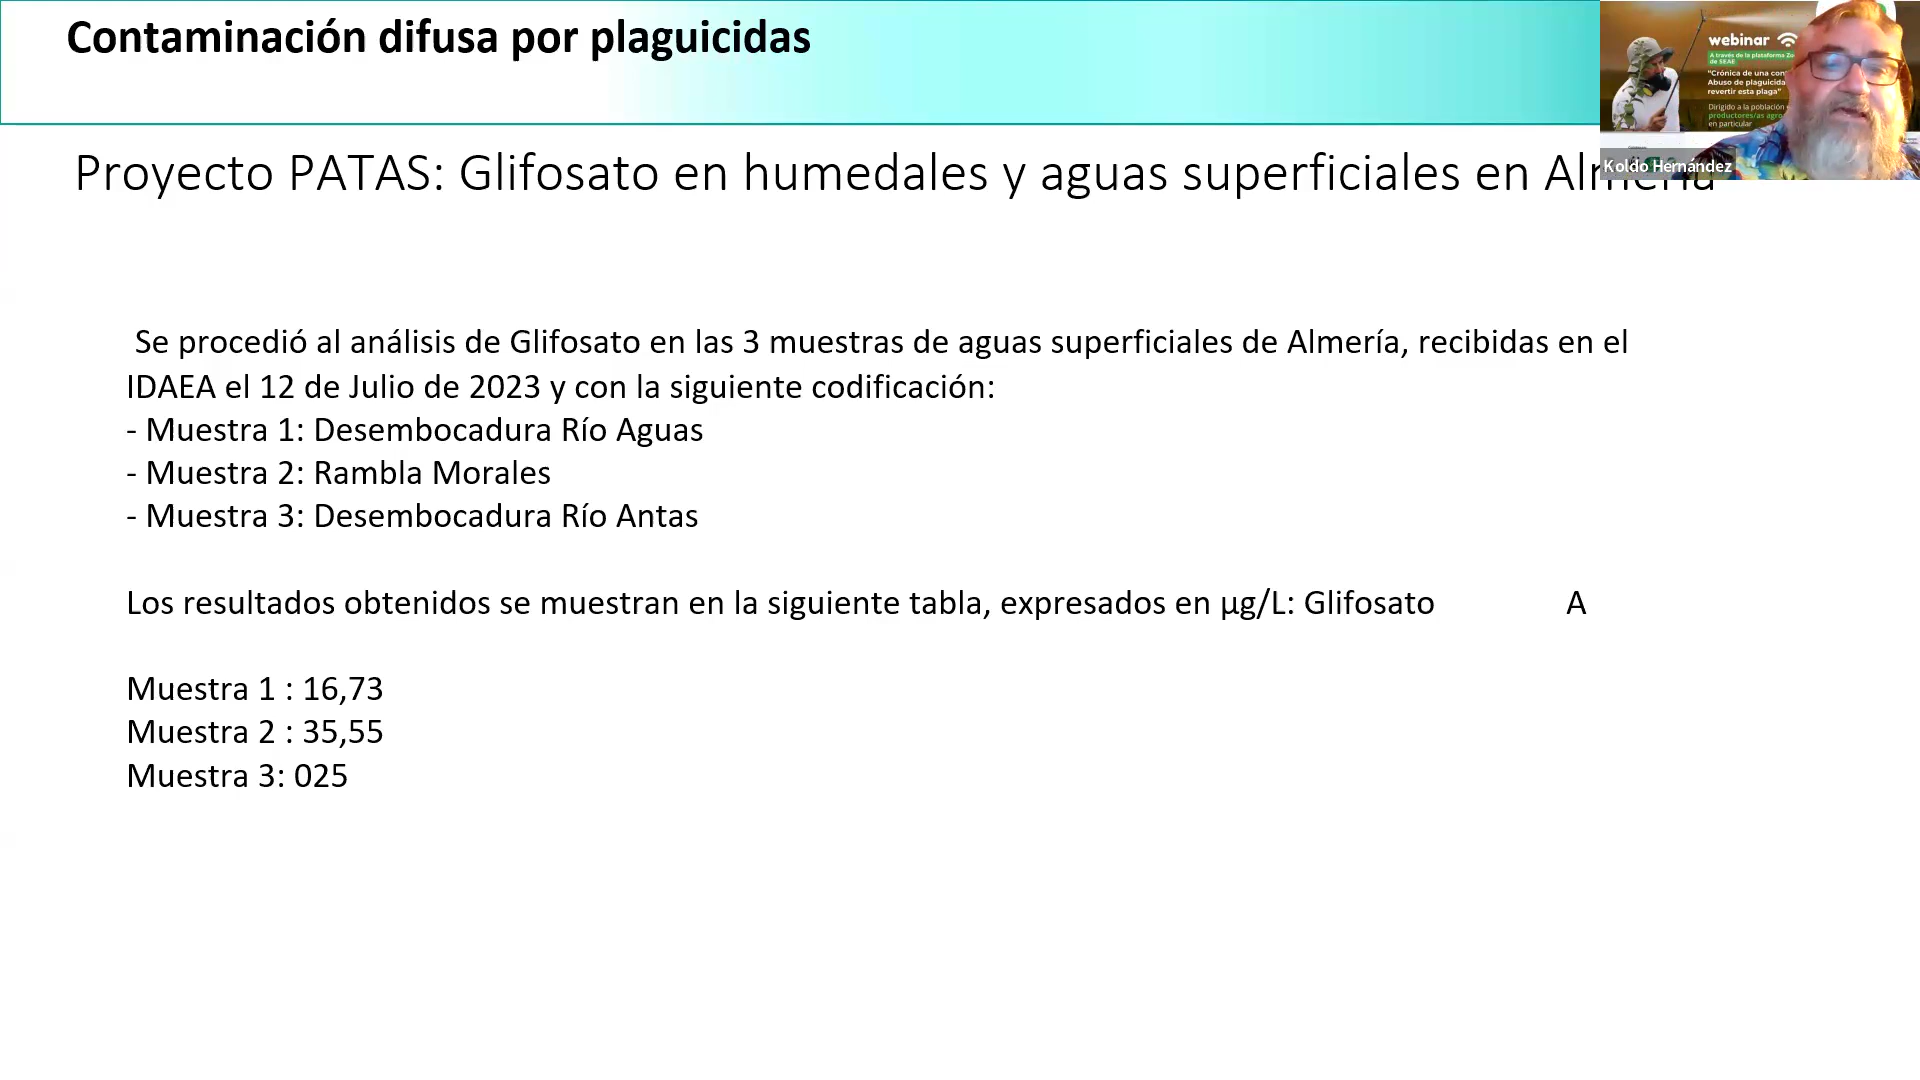 Contaminación difusa por plaguicidas
webinar
A través de la plataforma
de SEAE
"Crónica de una con
Abuso de plaguicida
revertir esta plaga"
Dirigido a la población
productores/as agro
en particular
Koldo Hernández
Proyecto PATAS: Glifosato en humedales y aguas superficiales en Almería
Se procedió al análisis de Glifosato en las 3 muestras de aguas superficiales de Almería, recibidas en el
IDAEA el 12 de Julio de 2023 y con la siguiente codificación:
- Muestra 1: Desembocadura Río Aguas
- Muestra 2: Rambla Morales
- Muestra 3: Desembocadura Río Antas
Los resultados obtenidos se muestran en la siguiente tabla, expresados en µg/L: Glifosato A
Muestra 1 : 16,73
Muestra 2 : 35,55
Muestra 3: 025